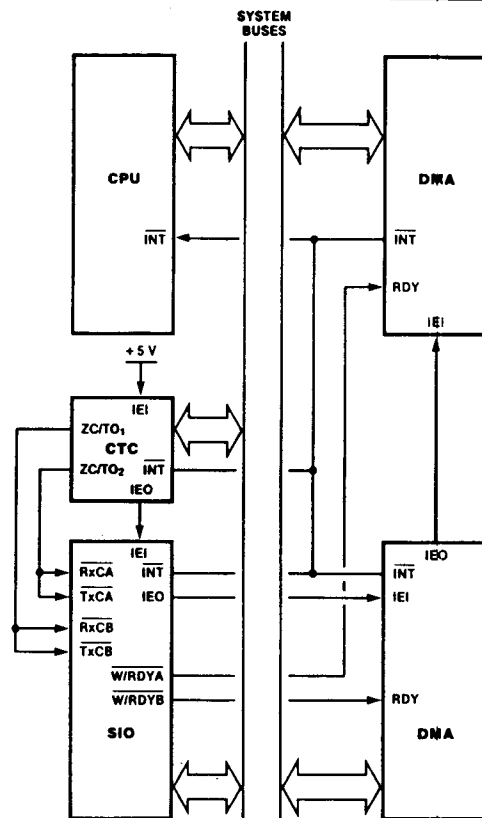 SYSTEM
BUSES
CPU
INT
DMA
INT
RDY
IEI
+5 V
IEI
ZC/TO1
CTC
ZC/TO2
INT
IEO
IEI
INT
RxCA
IEO
TxCA
RxCB
TxCB
W/RDYA
W/RDYB
SIO
IEO
INT
IEI
RDY
DMA